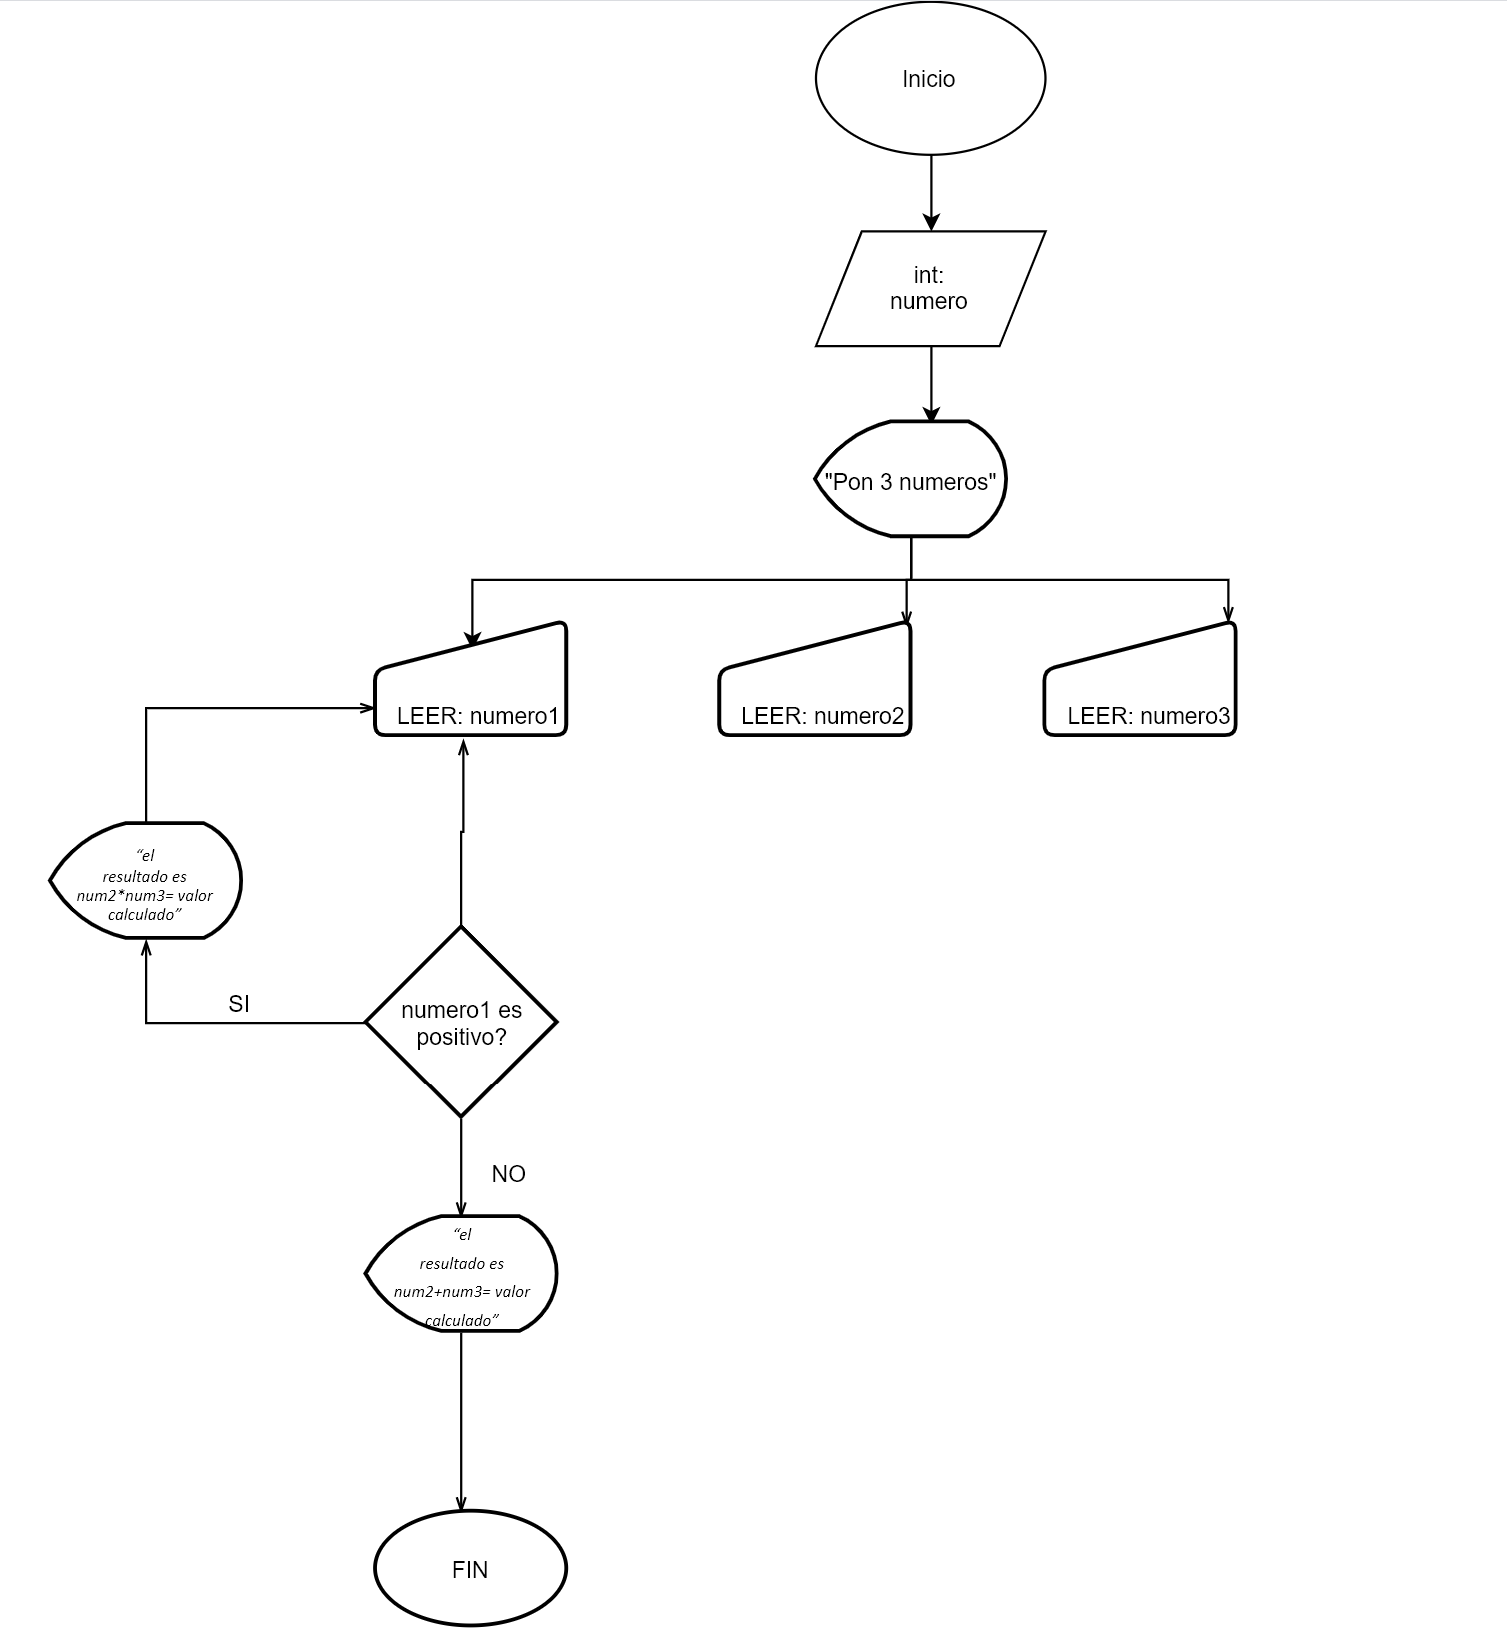 Inicio
int:
numero
"Pon 3 numeros"
LEER: numero1
LEER: numero2
LEER: numero3
“el
resultado es
num2*num3= valor
calculado”
SI
numero1 es
positivo?
NO
“el
resultado es
num2+num3= valor
calculado”
FIN